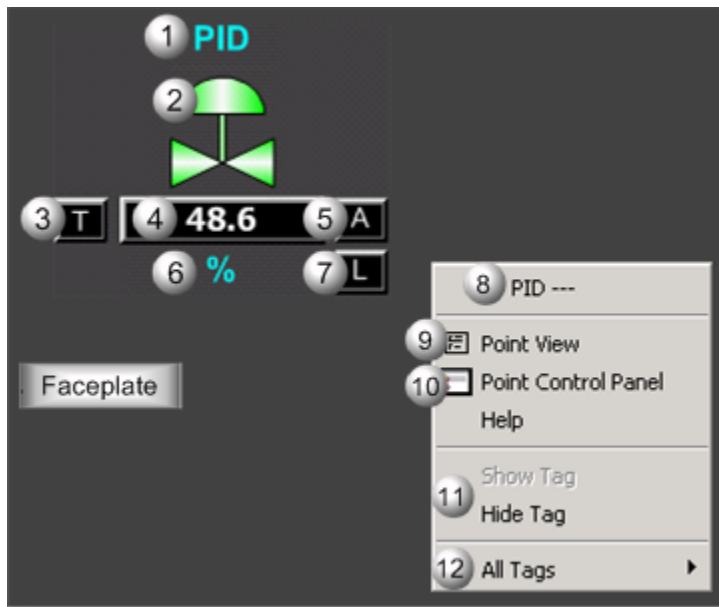 1 PID
2
3 T 4 48.6 5 A
6 % 7 L
8 PID ---
9 Point View
Faceplate
10 Point Control Panel
Help
Show Tag
11
Hide Tag
12 All Tags